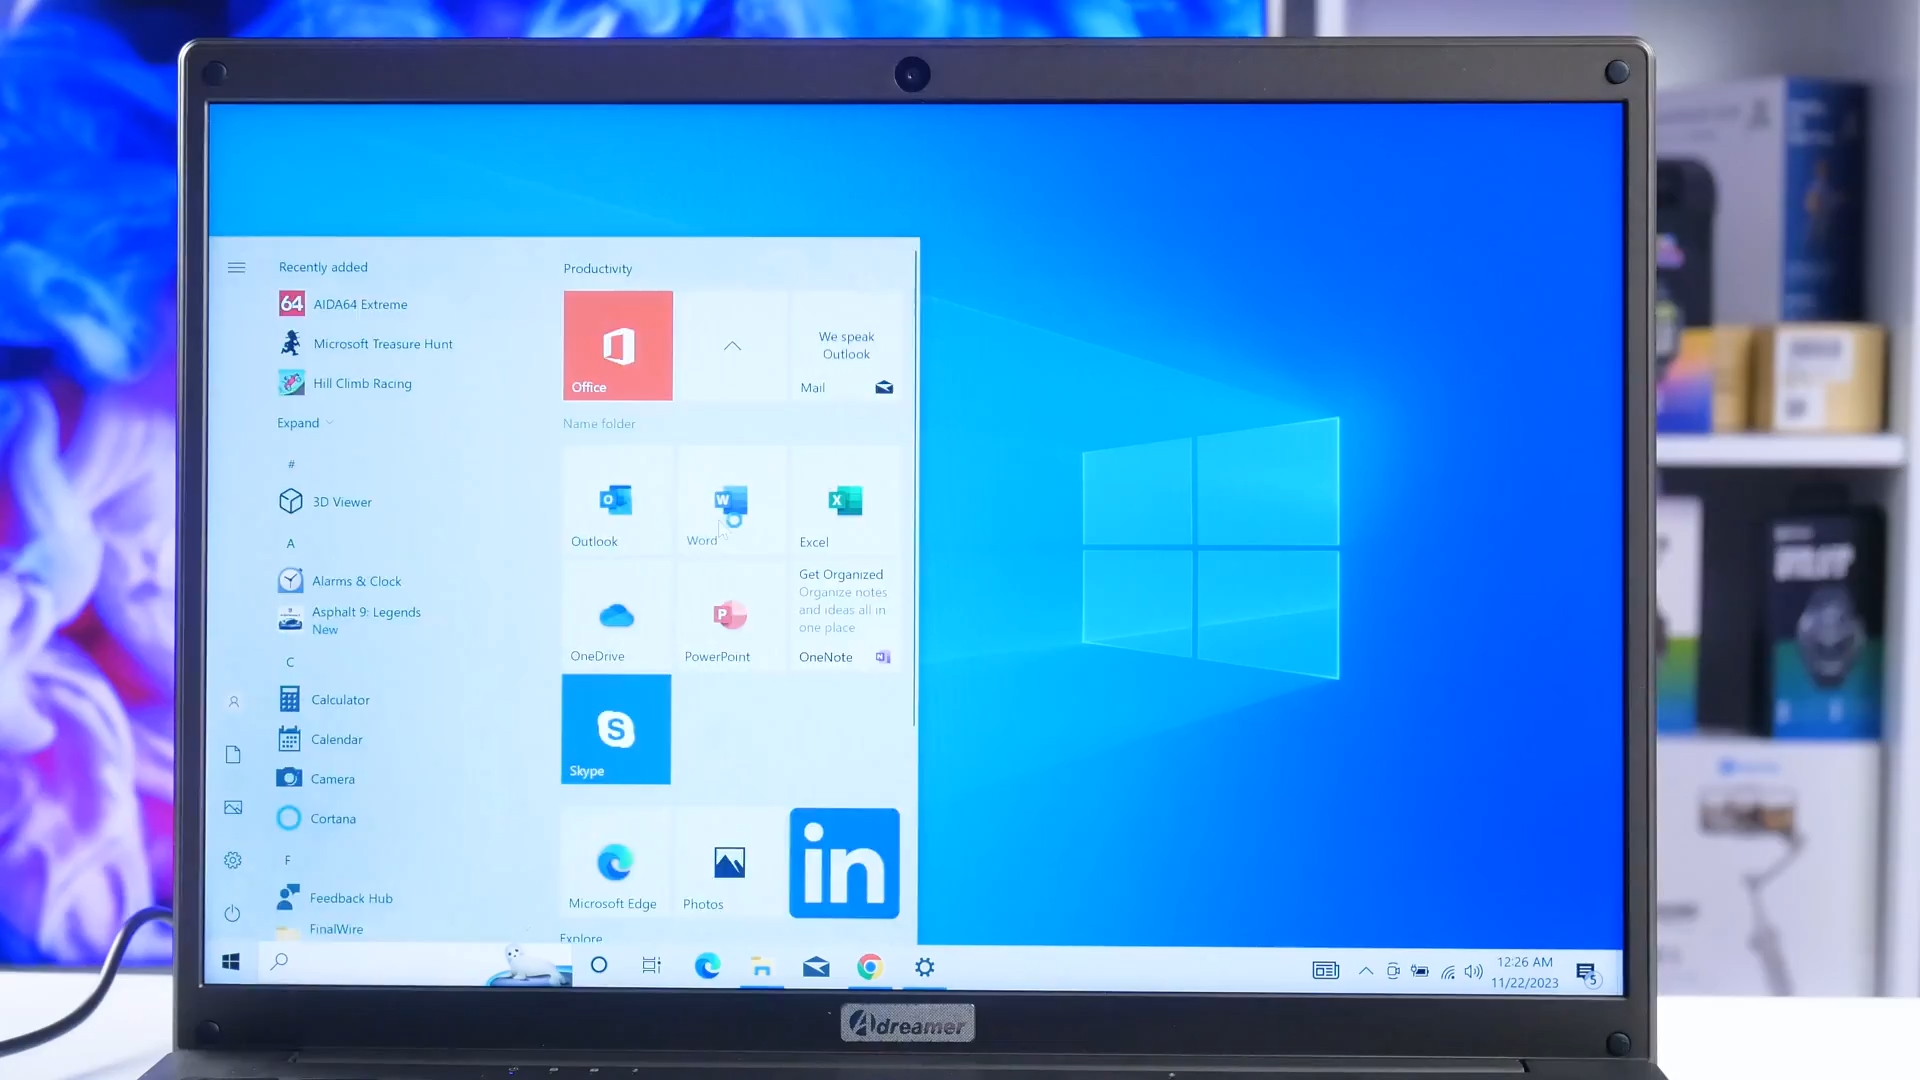 Recently added
64
AIDA64 Extreme
Microsoft Treasure Hunt
Hill Climb Racing
Expand
#
3D Viewer
A
Alarms & Clock
Asphalt 9: Legends
New
C
Calculator
Calendar
Camera
Cortana
F
Feedback Hub
FinalWire
Productivity
Office
We speak
Outlook
Mail
Name folder
O
Outlook
W
Word
X
Excel
OneDrive
P
PowerPoint
Get Organized
Organize notes
and ideas all in
one place
OneNote
N
S
Skype
Microsoft Edge
Photos
in
Explore
12:26 AM
11/22/2023
5
Adreamer